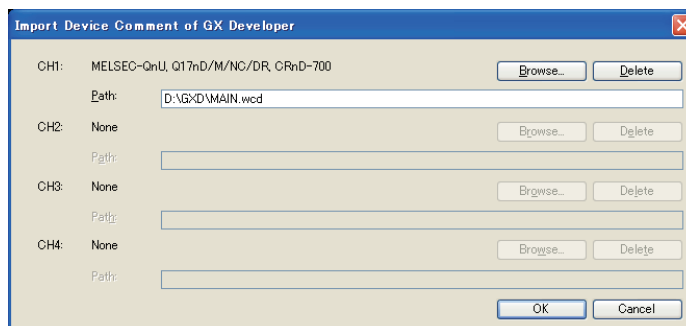 Import Device Comment of GX Developer
CH1: MELSEC-QnU, Q17nD/M/NC/DR, CRnD-700 Browse... Delete
Path: D:\GXD\MAIN.wcd
CH2: None Browse... Delete
Path:
CH3: None Browse... Delete
Path:
CH4: None Browse... Delete
Path:
OK Cancel